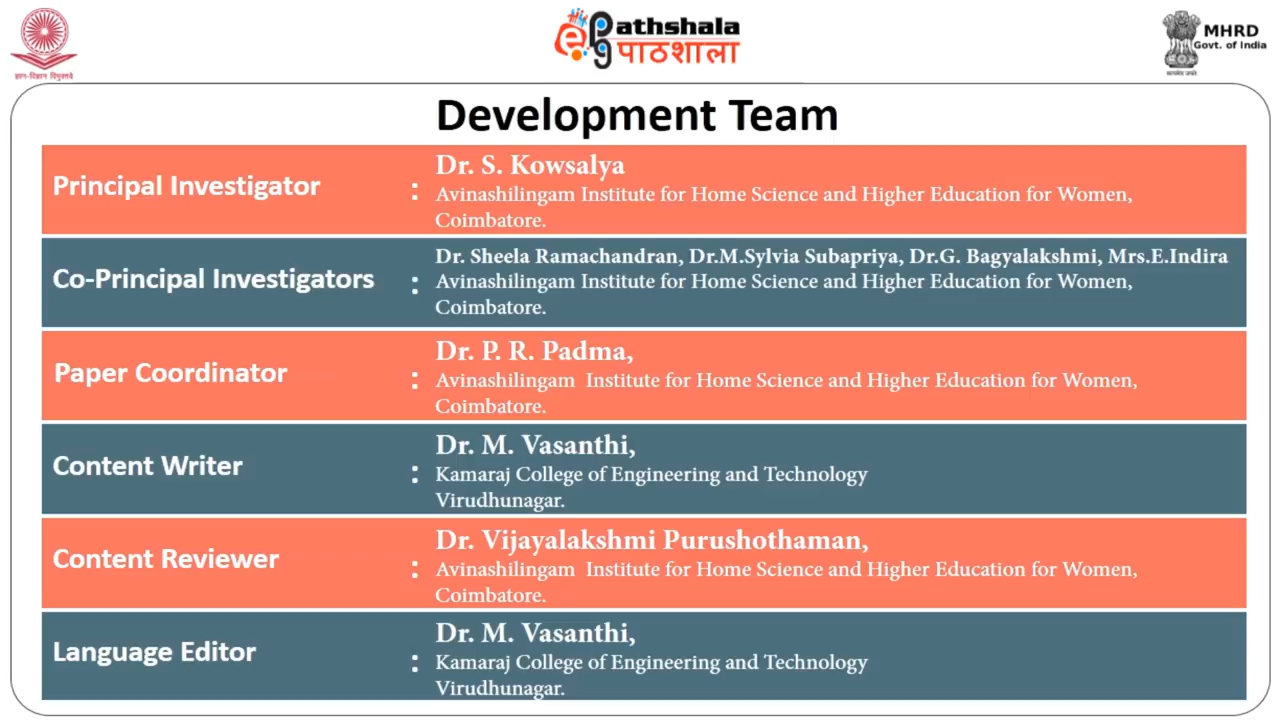 ज्ञान-विज्ञान विमुक्तये
ePathshala
पाठशाला
MHRD
Govt. of India
सत्यमेव जयते
Development Team
Principal Investigator
:
Dr. S. Kowsalya
Avinashilingam Institute for Home Science and Higher Education for Women,
Coimbatore.
Co-Principal Investigators
:
Dr. Sheela Ramachandran, Dr.M.Sylvia Subapriya, Dr.G. Bagyalakshmi, Mrs.E.Indira
Avinashilingam Institute for Home Science and Higher Education for Women,
Coimbatore.
Paper Coordinator
:
Dr. P. R. Padma,
Avinashilingam Institute for Home Science and Higher Education for Women,
Coimbatore.
Content Writer
:
Dr. M. Vasanthi,
Kamaraj College of Engineering and Technology
Virudhunagar.
Content Reviewer
:
Dr. Vijayalakshmi Purushothaman,
Avinashilingam Institute for Home Science and Higher Education for Women,
Coimbatore.
Language Editor
:
Dr. M. Vasanthi,
Kamaraj College of Engineering and Technology
Virudhunagar.